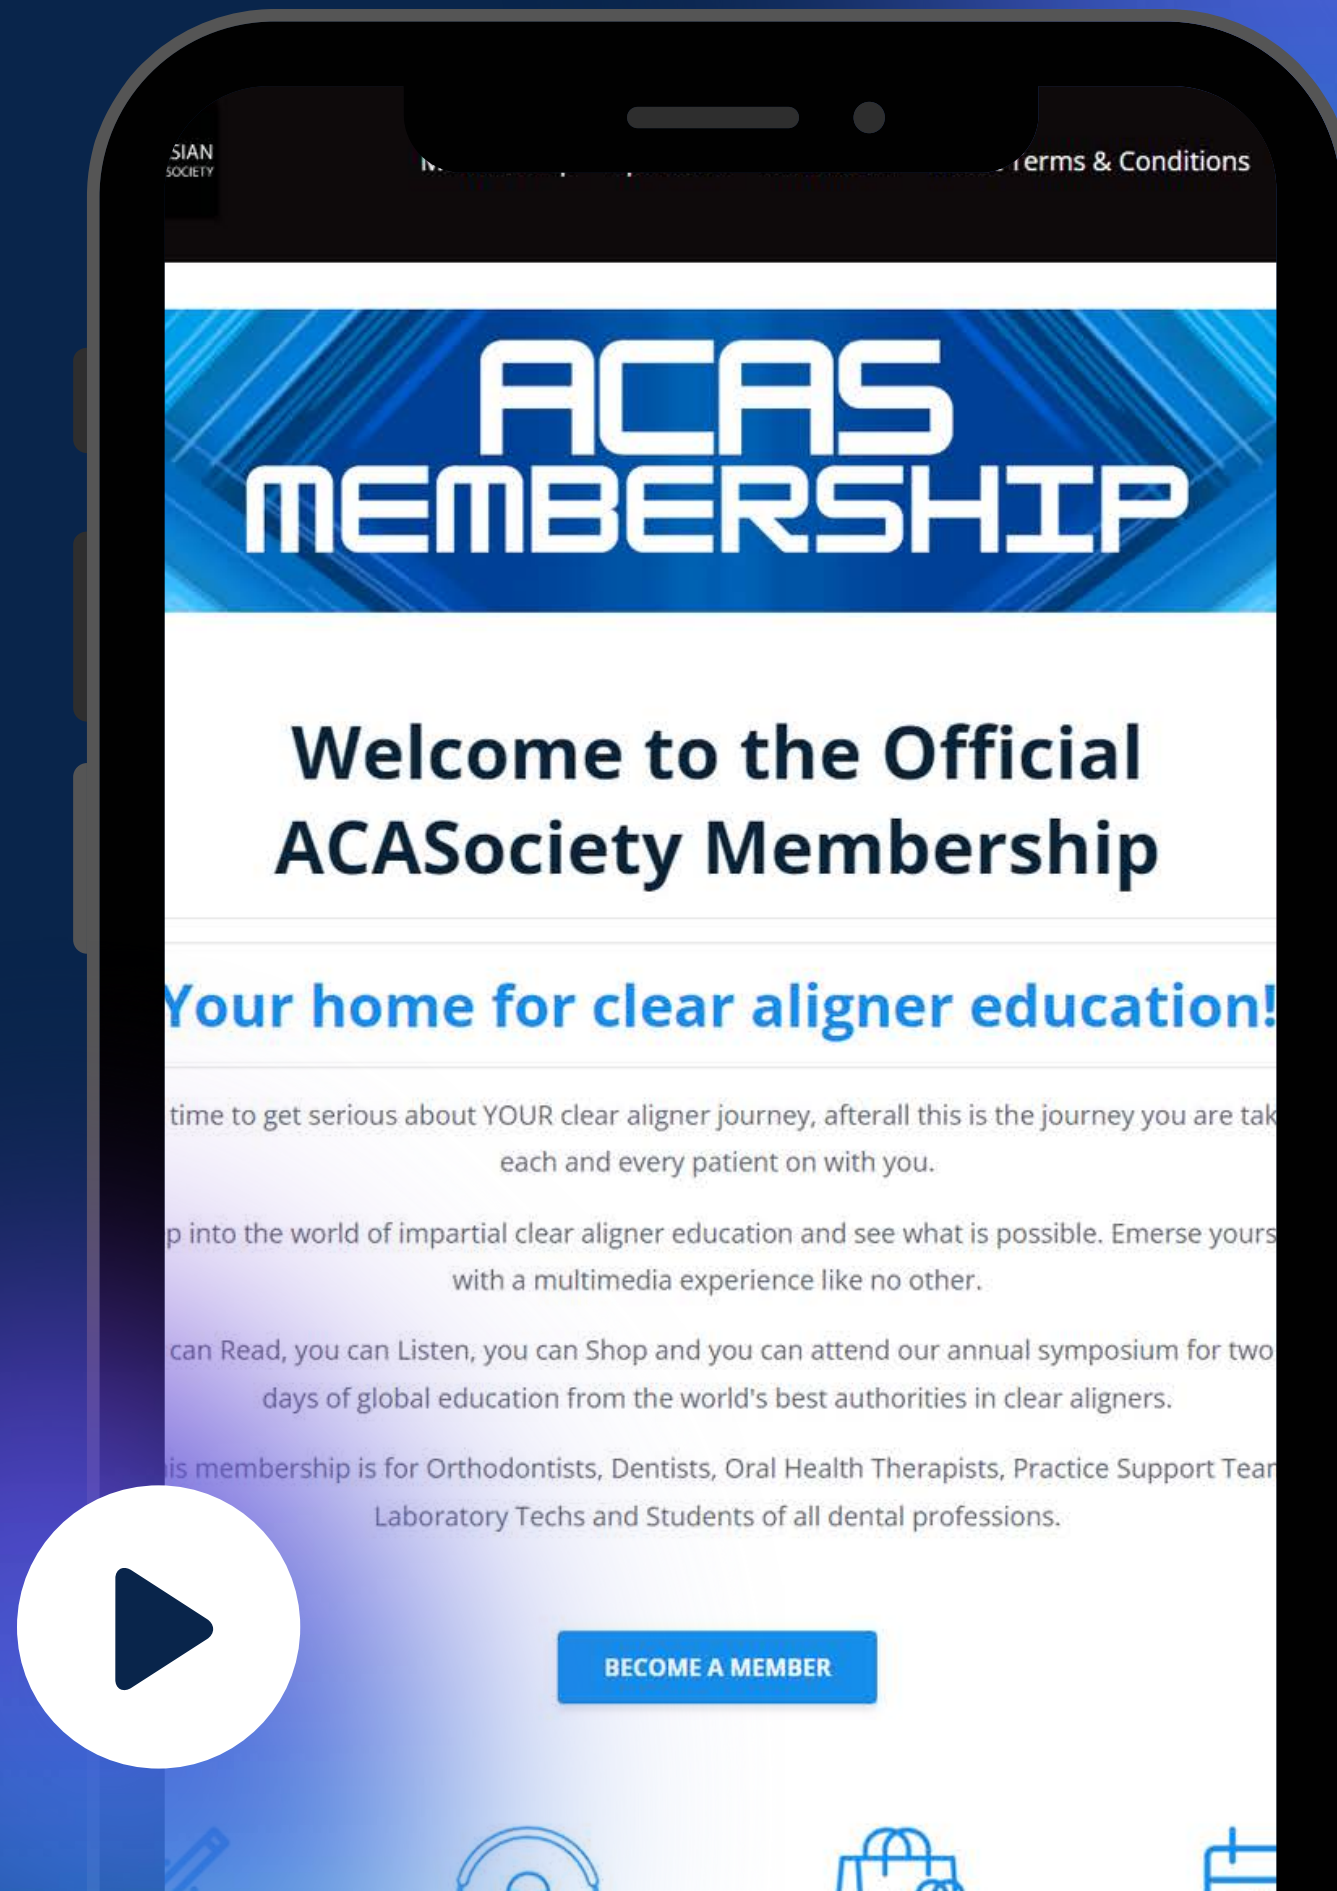 SIAN
SOCIETY
Terms & Conditions
ACAS
MEMBERSHIP
Welcome to the Official
ACASociety Membership
Your home for clear aligner education!
time to get serious about YOUR clear aligner journey, afterall this is the journey you are tak
each and every patient on with you.
p into the world of impartial clear aligner education and see what is possible. Emerse yours
with a multimedia experience like no other.
can Read, you can Listen, you can Shop and you can attend our annual symposium for two
days of global education from the world's best authorities in clear aligners.
is membership is for Orthodontists, Dentists, Oral Health Therapists, Practice Support Tear
Laboratory Techs and Students of all dental professions.
BECOME A MEMBER